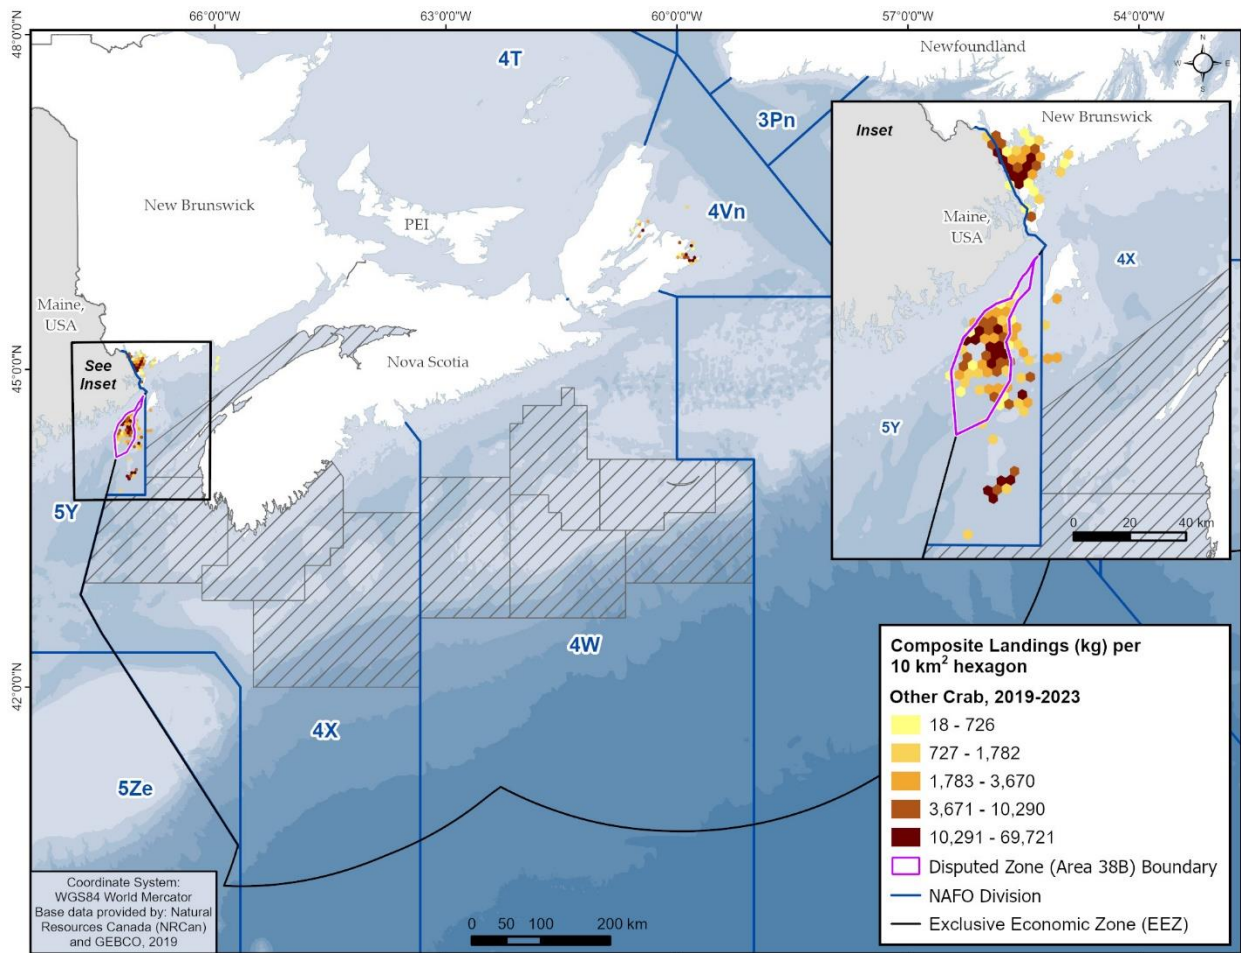 66°0'0"W
63°0'0"W
60°0'0"W
57°0'0"W
54°0'0"W
48°0'0"N
45°0'0"N
42°0'0"N
4T
Newfoundland
N
W
E
S
3Pn
New Brunswick
PEI
4Vn
Maine,
USA
Nova Scotia
See
Inset
5Y
4W
4X
5Ze
Inset
New Brunswick
Maine,
USA
4X
5Y
0 20 40 km
Composite Landings (kg) per
10 km² hexagon
Other Crab, 2019-2023
18 - 726
727 - 1,782
1,783 - 3,670
3,671 - 10,290
10,291 - 69,721
Disputed Zone (Area 38B) Boundary
NAFO Division
Exclusive Economic Zone (EEZ)
Coordinate System:
WGS84 World Mercator
Base data provided by: Natural
Resources Canada (NRCan)
and GEBCO, 2019
0 50 100 200 km